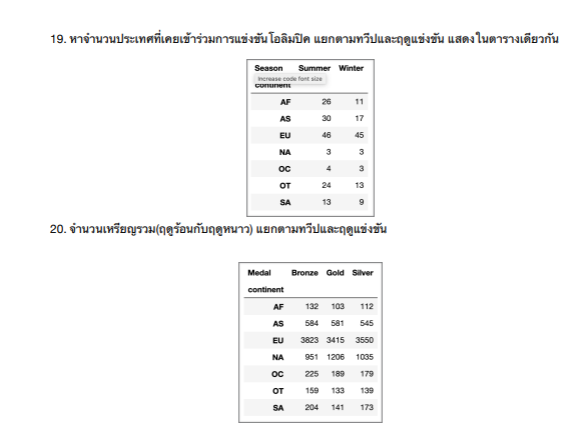 19. หาจำนวนประเทศที่เคยเข้าร่วมการแข่งขันโอลิมปิค แยกตามทวีปและฤดูแข่งขัน แสดงในตารางเดียวกัน
Season Summer Winter
Increase code font size
continent
AF 26 11
AS 30 17
EU 46 45
NA 3 3
OC 4 3
OT 24 13
SA 13 9
20. จำนวนเหรียญรวม(ฤดูร้อนกับฤดูหนาว) แยกตามทวีปและฤดูแข่งขัน
Medal Bronze Gold Silver
continent
AF 132 103 112
AS 584 581 545
EU 3823 3415 3550
NA 951 1206 1035
OC 225 189 179
OT 159 133 139
SA 204 141 173